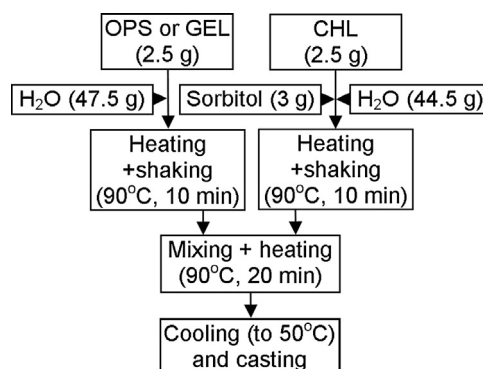 OPS or GEL
(2.5 g)
CHL
(2.5 g)
H₂O (47.5 g)
Sorbitol (3 g)
H₂O (44.5 g)
Heating
+shaking
(90°C, 10 min)
Heating
+shaking
(90°C, 10 min)
Mixing + heating
(90°C, 20 min)
Cooling (to 50°C)
and casting